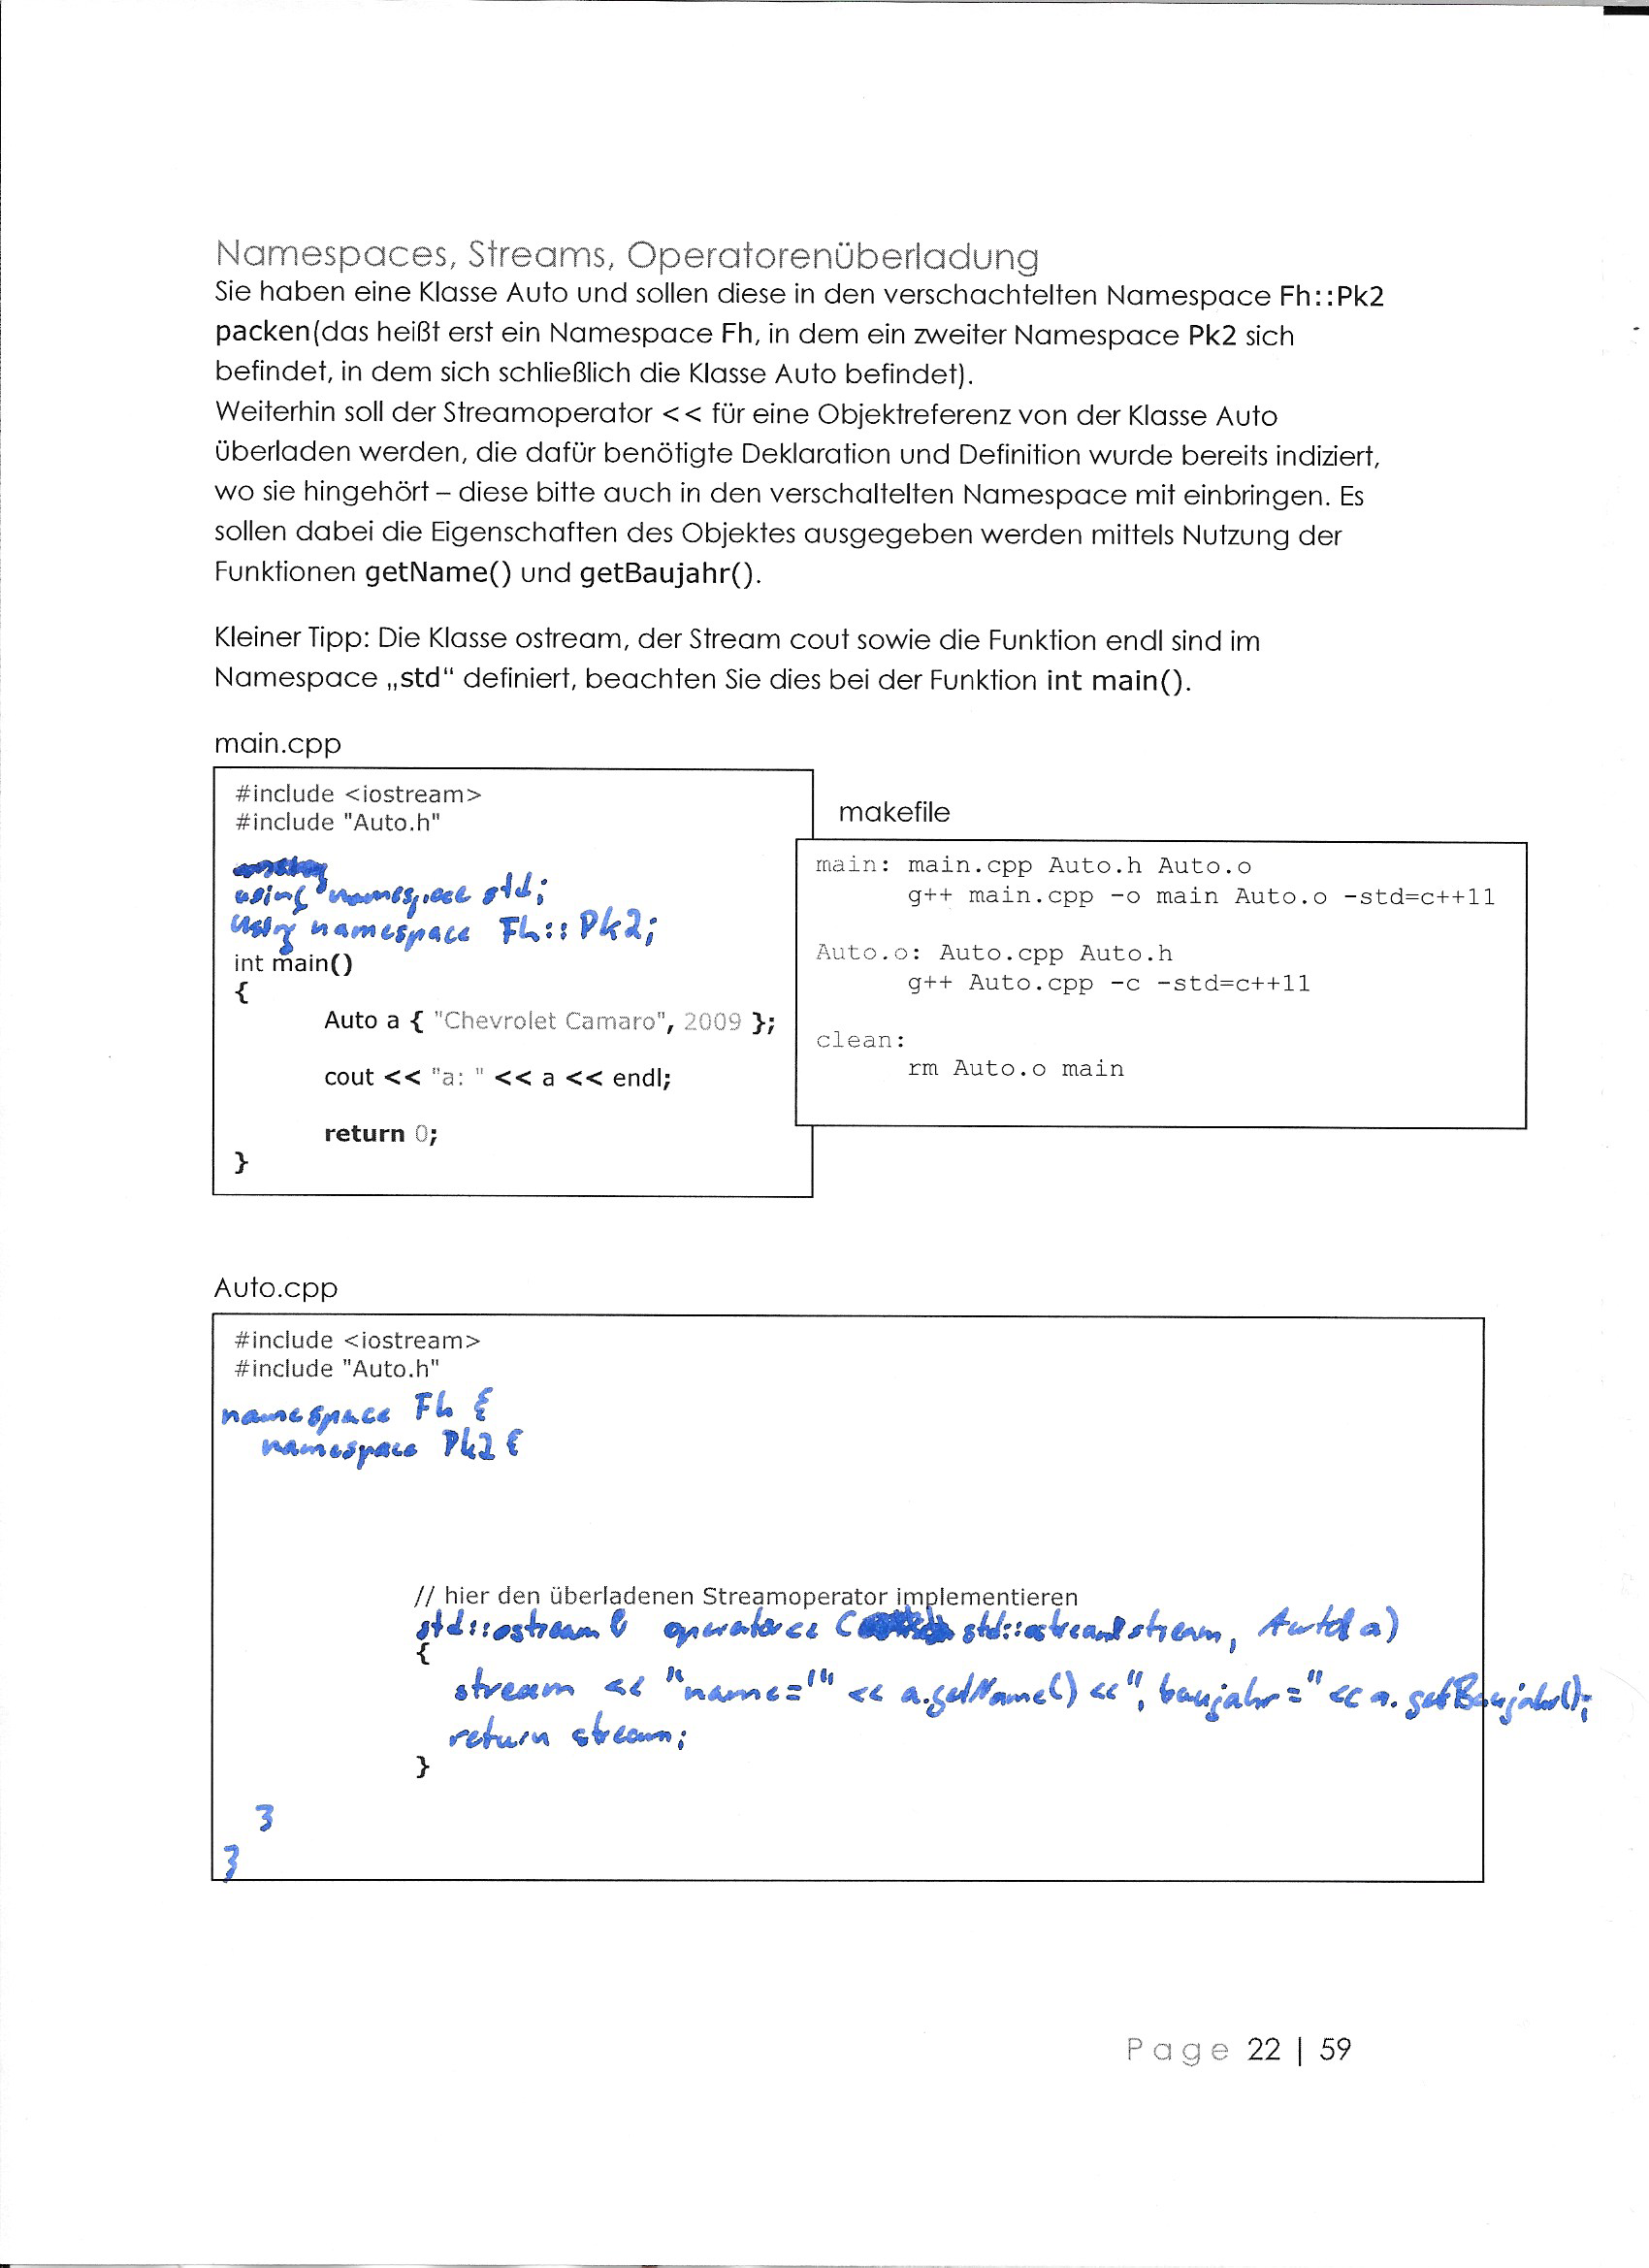 Namespaces, Streams, Operatorenüberladung
Sie haben eine Klasse Auto und sollen diese in den verschachtelten Namespace Fh::Pk2
packen(das heißt erst ein Namespace Fh, in dem ein zweiter Namespace Pk2 sich
befindet, in dem sich schließlich die Klasse Auto befindet).
Weiterhin soll der Streamoperator << für eine Objektreferenz von der Klasse Auto
überladen werden, die dafür benötigte Deklaration und Definition wurde bereits indiziert,
wo sie hingehört – diese bitte auch in den verschaltelten Namespace mit einbringen. Es
sollen dabei die Eigenschaften des Objektes ausgegeben werden mittels Nutzung der
Funktionen getName() und getBaujahr().
Kleiner Tipp: Die Klasse ostream, der Stream cout sowie die Funktion endl sind im
Namespace „std“ definiert, beachten Sie dies bei der Funktion int main().
main.cpp
#include <iostream>
#include "Auto.h"
using namespace std;
using namespace Fh::Pk2;
int main()
{
Auto a { "Chevrolet Camaro", 2009 };
cout << "a: " << a << endl;
return 0;
}
makefile
main: main.cpp Auto.h Auto.o
g++ main.cpp -o main Auto.o -std=c++11
Auto.o: Auto.cpp Auto.h
g++ Auto.cpp -c -std=c++11
clean:
rm Auto.o main
Auto.cpp
#include <iostream>
#include "Auto.h"
namespace Fh {
namespace Pk2 {
// hier den überladenen Streamoperator implementieren
std::ostream & operator<< ( std::ostream& stream, Auto& a)
{
stream << "name='" << a.getName() << ", baujahr=" << a.getBaujahr();
return stream;
}
}
}
Page 22 | 59